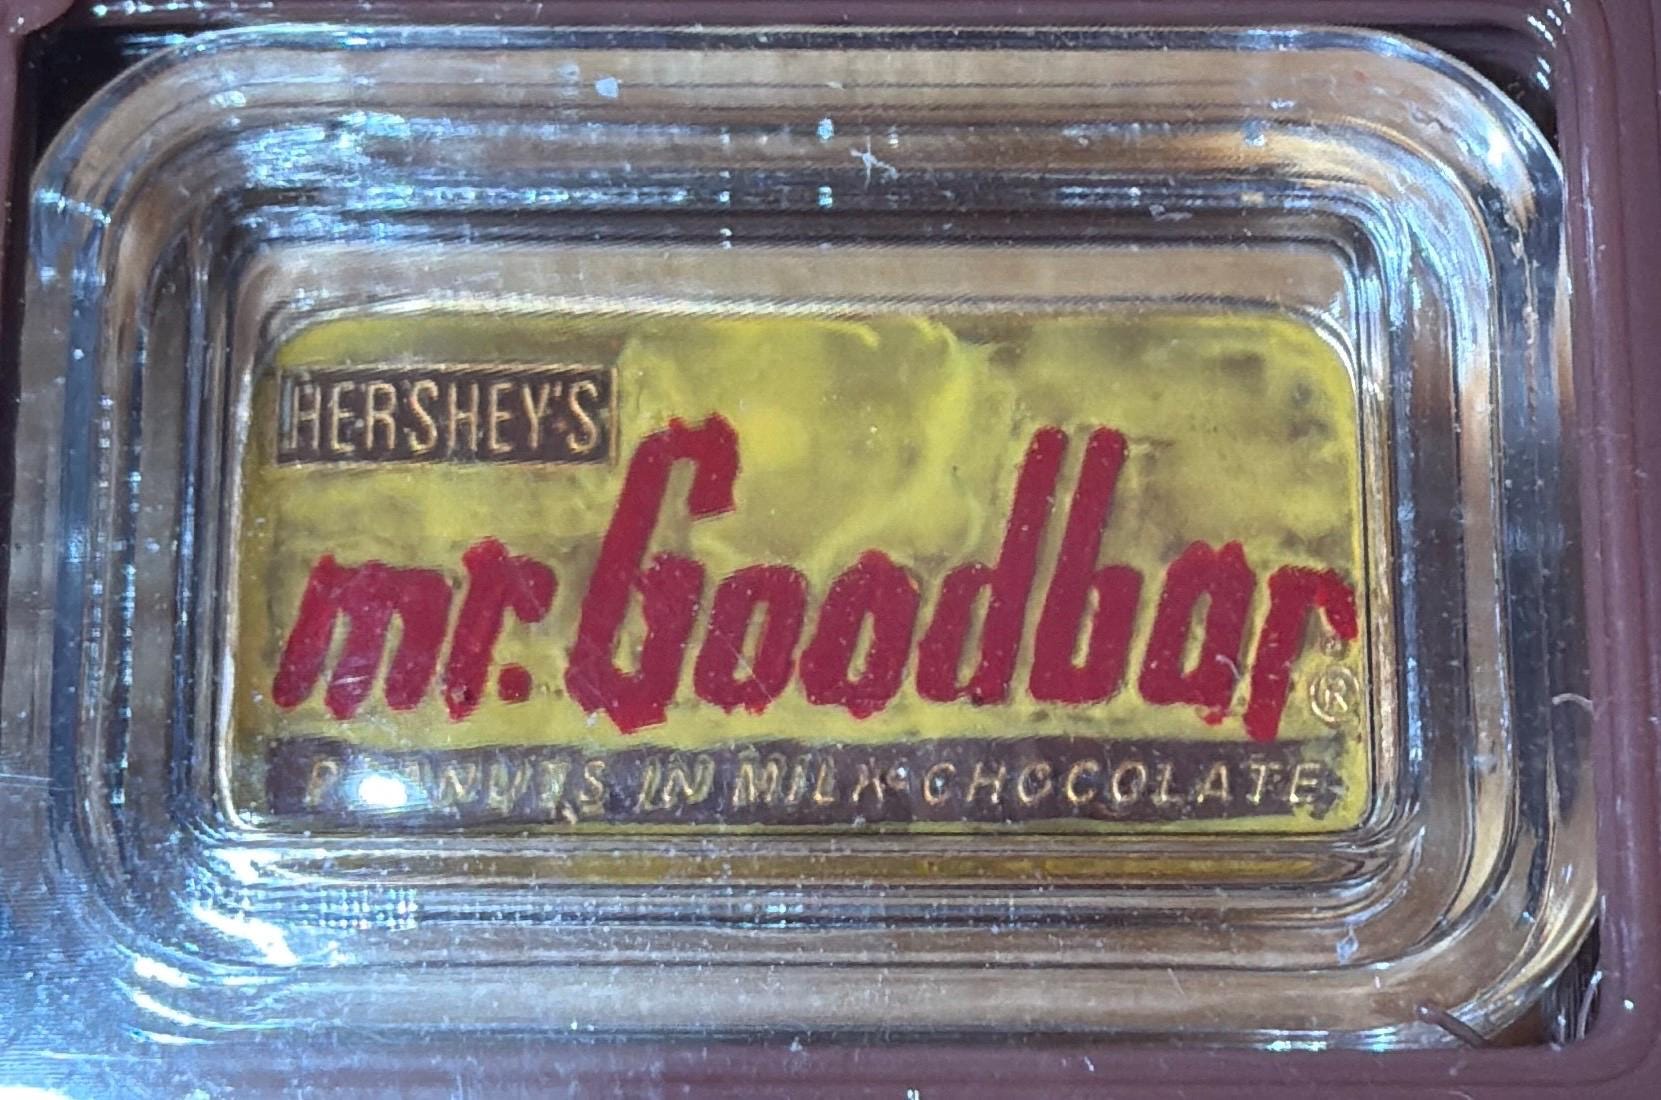 HERSHEY'S
mr. Goodbar ®
PEANUTS IN MILK CHOCOLATE